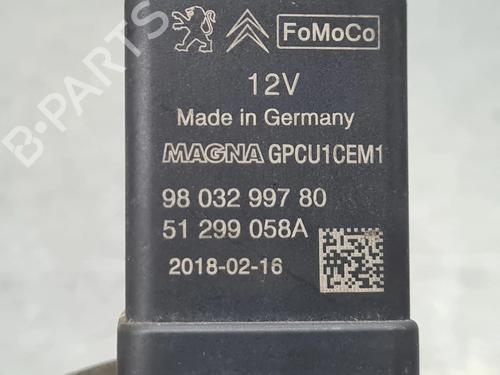 FoMoCo
12V
Made in Germany
MAGNA GPCU1CEM1
98 032 997 80
51 299 058A
2018-02-16
B-PARTS